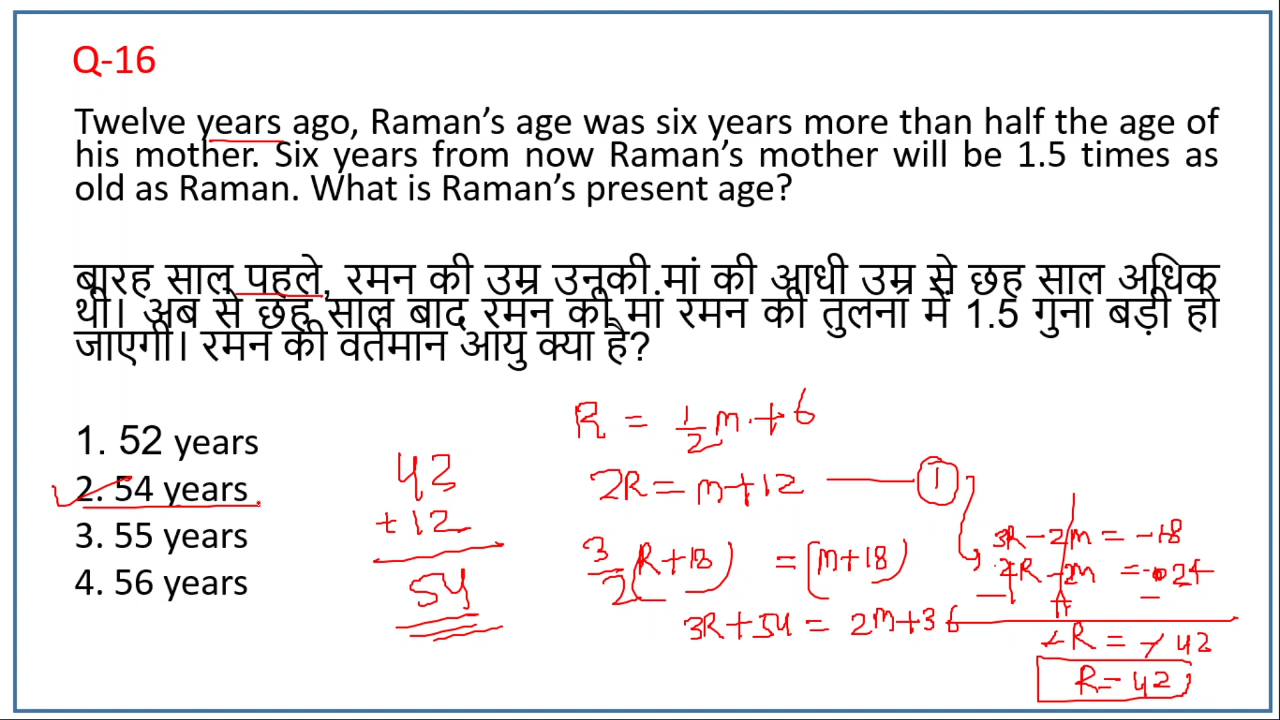 Q-16
Twelve years ago, Raman's age was six years more than half the age of
his mother. Six years from now Raman's mother will be 1.5 times as
old as Raman. What is Raman's present age?
बारह साल पहले, रमन की उम्र उनकी मां की आधी उम्र से छह साल अधिक
थी। अब से छह साल बाद रमन की मां रमन की तुलना में 1.5 गुना बड़ी हो
जाएगी। रमन की वर्तमान आयु क्या है?
1. 52 years
2. 54 years
3. 55 years
4. 56 years
42
+12
54
R = 1/2 m + 6
2R = m+12 ——— ①
3/2 (R+18) = (m+18)
3R+54 = 2m+36
3R-2m = -18
4R-2m = 24
-R = -42
R = 42